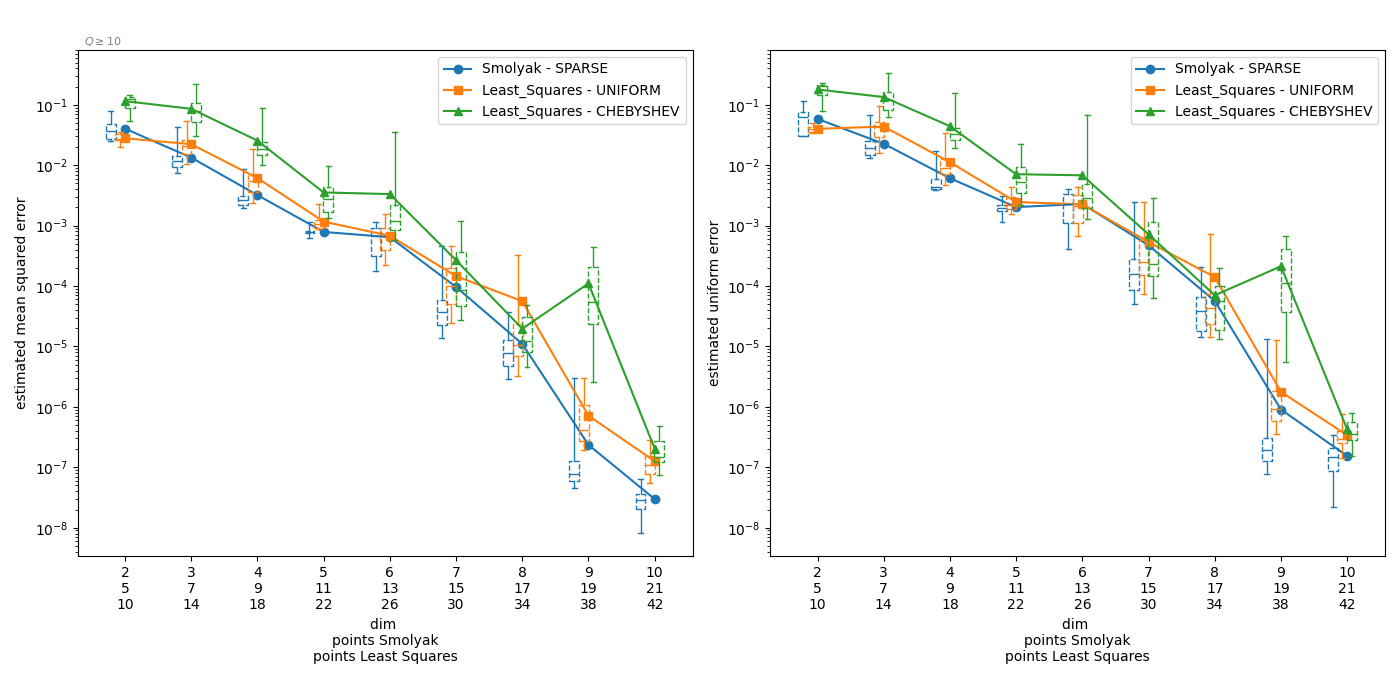 Q ≥ 10
Smolyak - SPARSE
Least_Squares - UNIFORM
Least_Squares - CHEBYSHEV
estimated mean squared error
10⁻¹
10⁻²
10⁻³
10⁻⁴
10⁻⁵
10⁻⁶
10⁻⁷
10⁻⁸
2 3 4 5 6 7 8 9 10
5 7 9 11 13 15 17 19 21
10 14 18 22 26 30 34 38 42
dim
points Smolyak
points Least Squares
Smolyak - SPARSE
Least_Squares - UNIFORM
Least_Squares - CHEBYSHEV
estimated uniform error
10⁻¹
10⁻²
10⁻³
10⁻⁴
10⁻⁵
10⁻⁶
10⁻⁷
10⁻⁸
2 3 4 5 6 7 8 9 10
5 7 9 11 13 15 17 19 21
10 14 18 22 26 30 34 38 42
dim
points Smolyak
points Least Squares